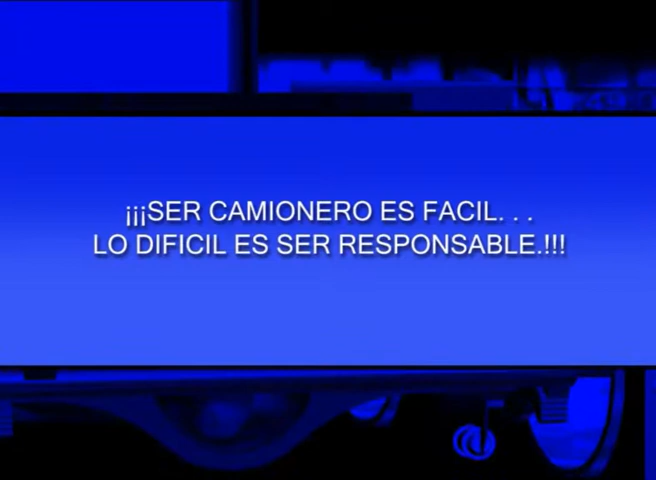 ¡¡¡SER CAMIONERO ES FACIL. . .
LO DIFICIL ES SER RESPONSABLE.!!!